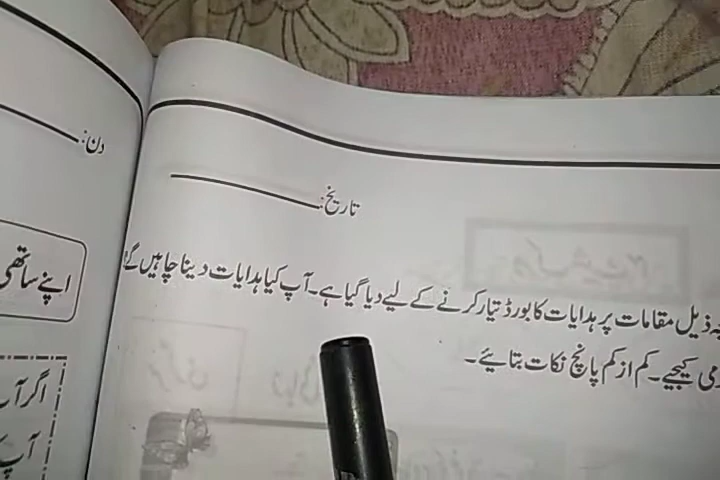 دن:
تاریخ:
ذیل مقامات پر ہدایات کا بورڈ تیار کرنے کے لیے دیا گیا ہے۔ آپ کیا ہدایات دینا چاہیں گے
کیجیے۔ کم از کم پانچ نکات بتائیے۔
اپنے ساتھی
اگر آپ
آپ